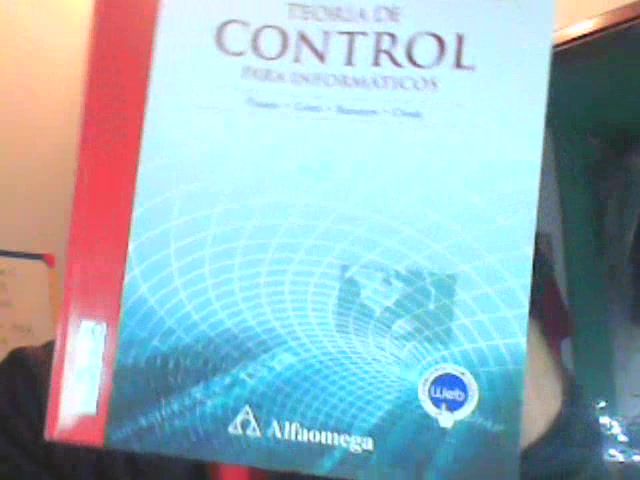 TEORÍA DE
CONTROL
PARA INFORMÁTICOS
Web
Alfaomega